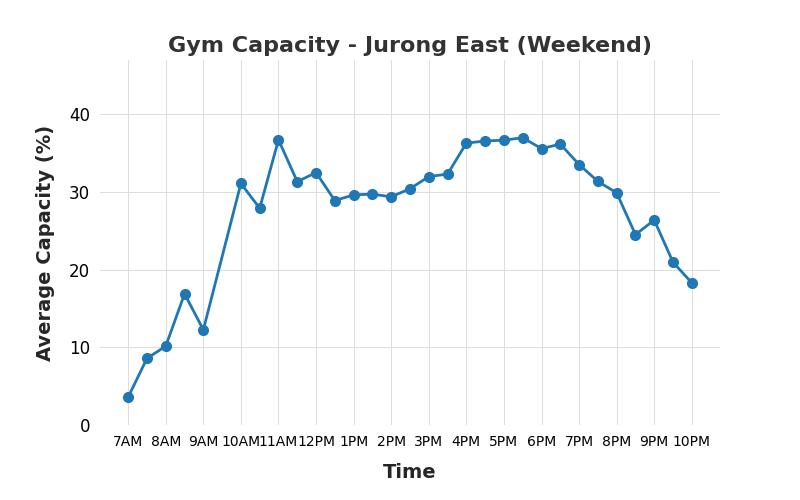 Gym Capacity - Jurong East (Weekend)
Average Capacity (%)
40
30
20
10
0
7AM 8AM 9AM 10AM 11AM 12PM 1PM 2PM 3PM 4PM 5PM 6PM 7PM 8PM 9PM 10PM
Time